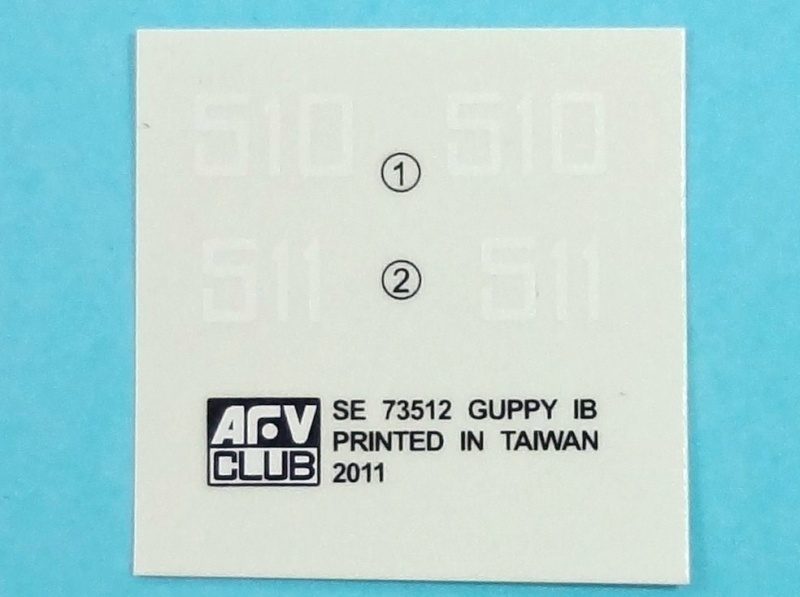 510 510
①
511 511
②
AFV CLUB
SE 73512 GUPPY IB
PRINTED IN TAIWAN
2011